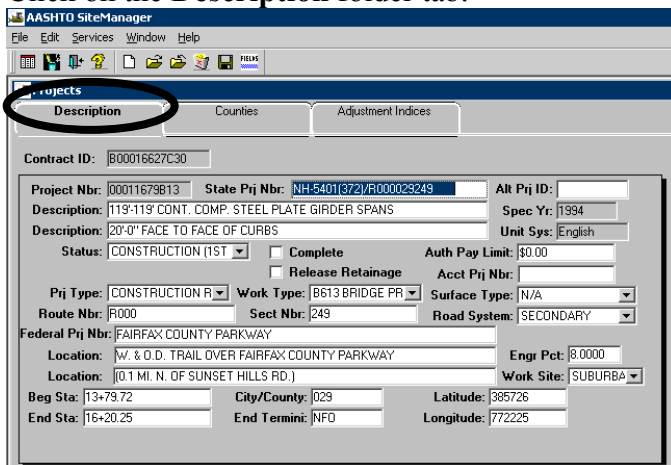 Click on the Description folder tab.
AASHTO SiteManager
File Edit Services Window Help
FIELDS
Projects
Description Counties Adjustment Indices
Contract ID: B00016627C30
Project Nbr: 00011679B13 State Prj Nbr: NH-5401(372)/R000029249 Alt Prj ID:
Description: 119'-119' CONT. COMP. STEEL PLATE GIRDER SPANS Spec Yr: 1994
Description: 20'-0" FACE TO FACE OF CURBS Unit Sys: English
Status: CONSTRUCTION (1ST Complete Auth Pay Limit: $0.00
Release Retainage Acct Prj Nbr:
Prj Type: CONSTRUCTION R Work Type: B613 BRIDGE PR Surface Type: N/A
Route Nbr: R000 Sect Nbr: 249 Road System: SECONDARY
Federal Prj Nbr: FAIRFAX COUNTY PARKWAY
Location: W. & O.D. TRAIL OVER FAIRFAX COUNTY PARKWAY Engr Pct: 8.0000
Location: (0.1 MI. N. OF SUNSET HILLS RD.) Work Site: SUBURBA
Beg Sta: 13+79.72 City/County: 029 Latitude: 385726
End Sta: 16+20.25 End Termini: NFO Longitude: 772225